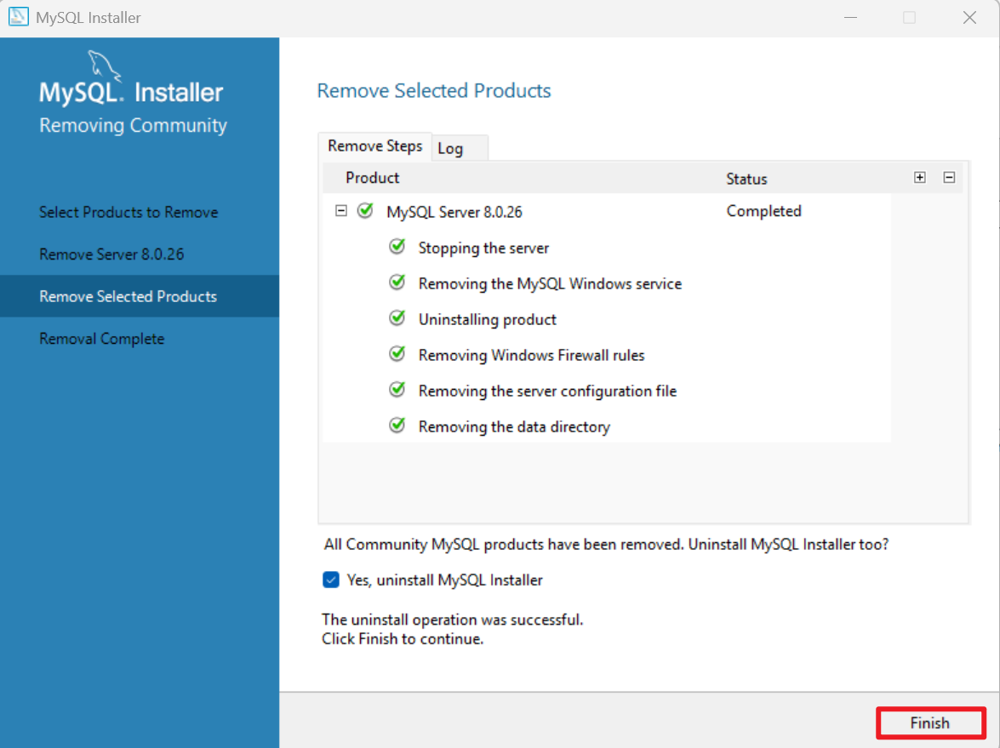 MySQL Installer
MySQL. Installer
Removing Community
Select Products to Remove
Remove Server 8.0.26
Remove Selected Products
Removal Complete
Remove Selected Products
Remove Steps Log
Product Status
MySQL Server 8.0.26 Completed
Stopping the server
Removing the MySQL Windows service
Uninstalling product
Removing Windows Firewall rules
Removing the server configuration file
Removing the data directory
All Community MySQL products have been removed. Uninstall MySQL Installer too?
Yes, uninstall MySQL Installer
The uninstall operation was successful.
Click Finish to continue.
Finish